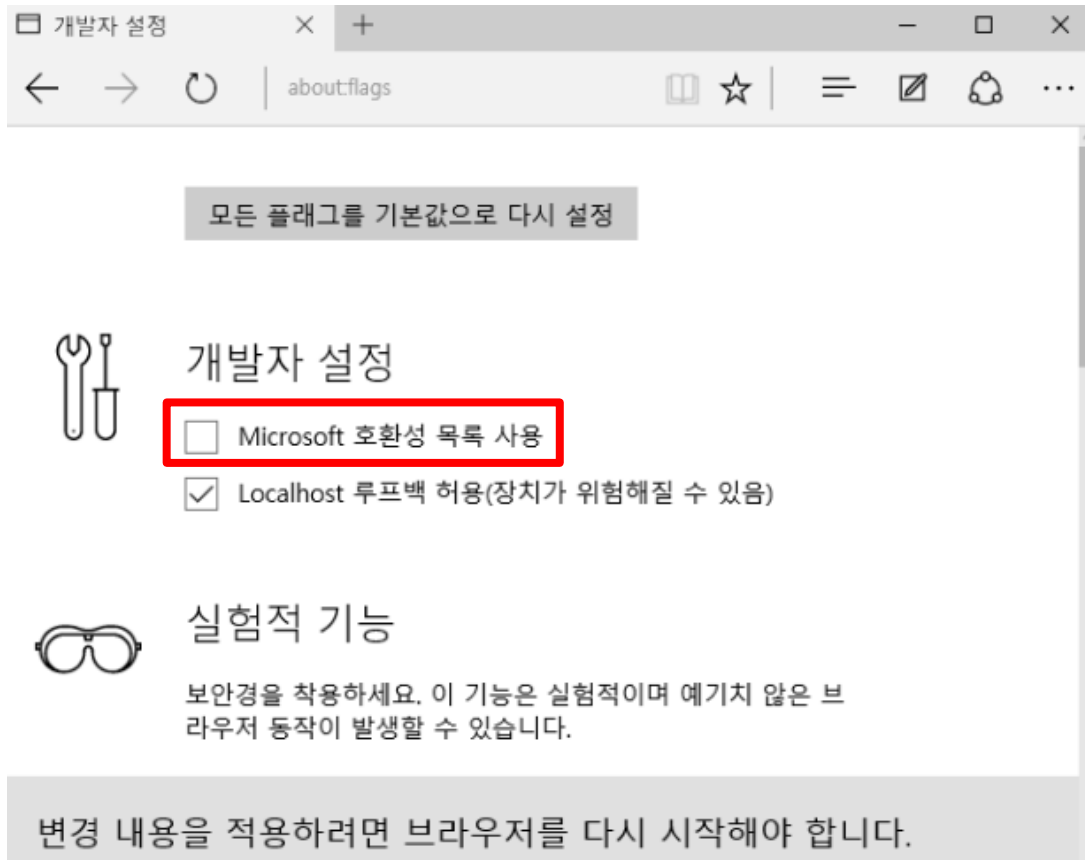 개발자 설정
about:flags
모든 플래그를 기본값으로 다시 설정
개발자 설정
Microsoft 호환성 목록 사용
Localhost 루프백 허용(장치가 위험해질 수 있음)
실험적 기능
보안경을 착용하세요. 이 기능은 실험적이며 예기치 않은 브
라우저 동작이 발생할 수 있습니다.
변경 내용을 적용하려면 브라우저를 다시 시작해야 합니다.